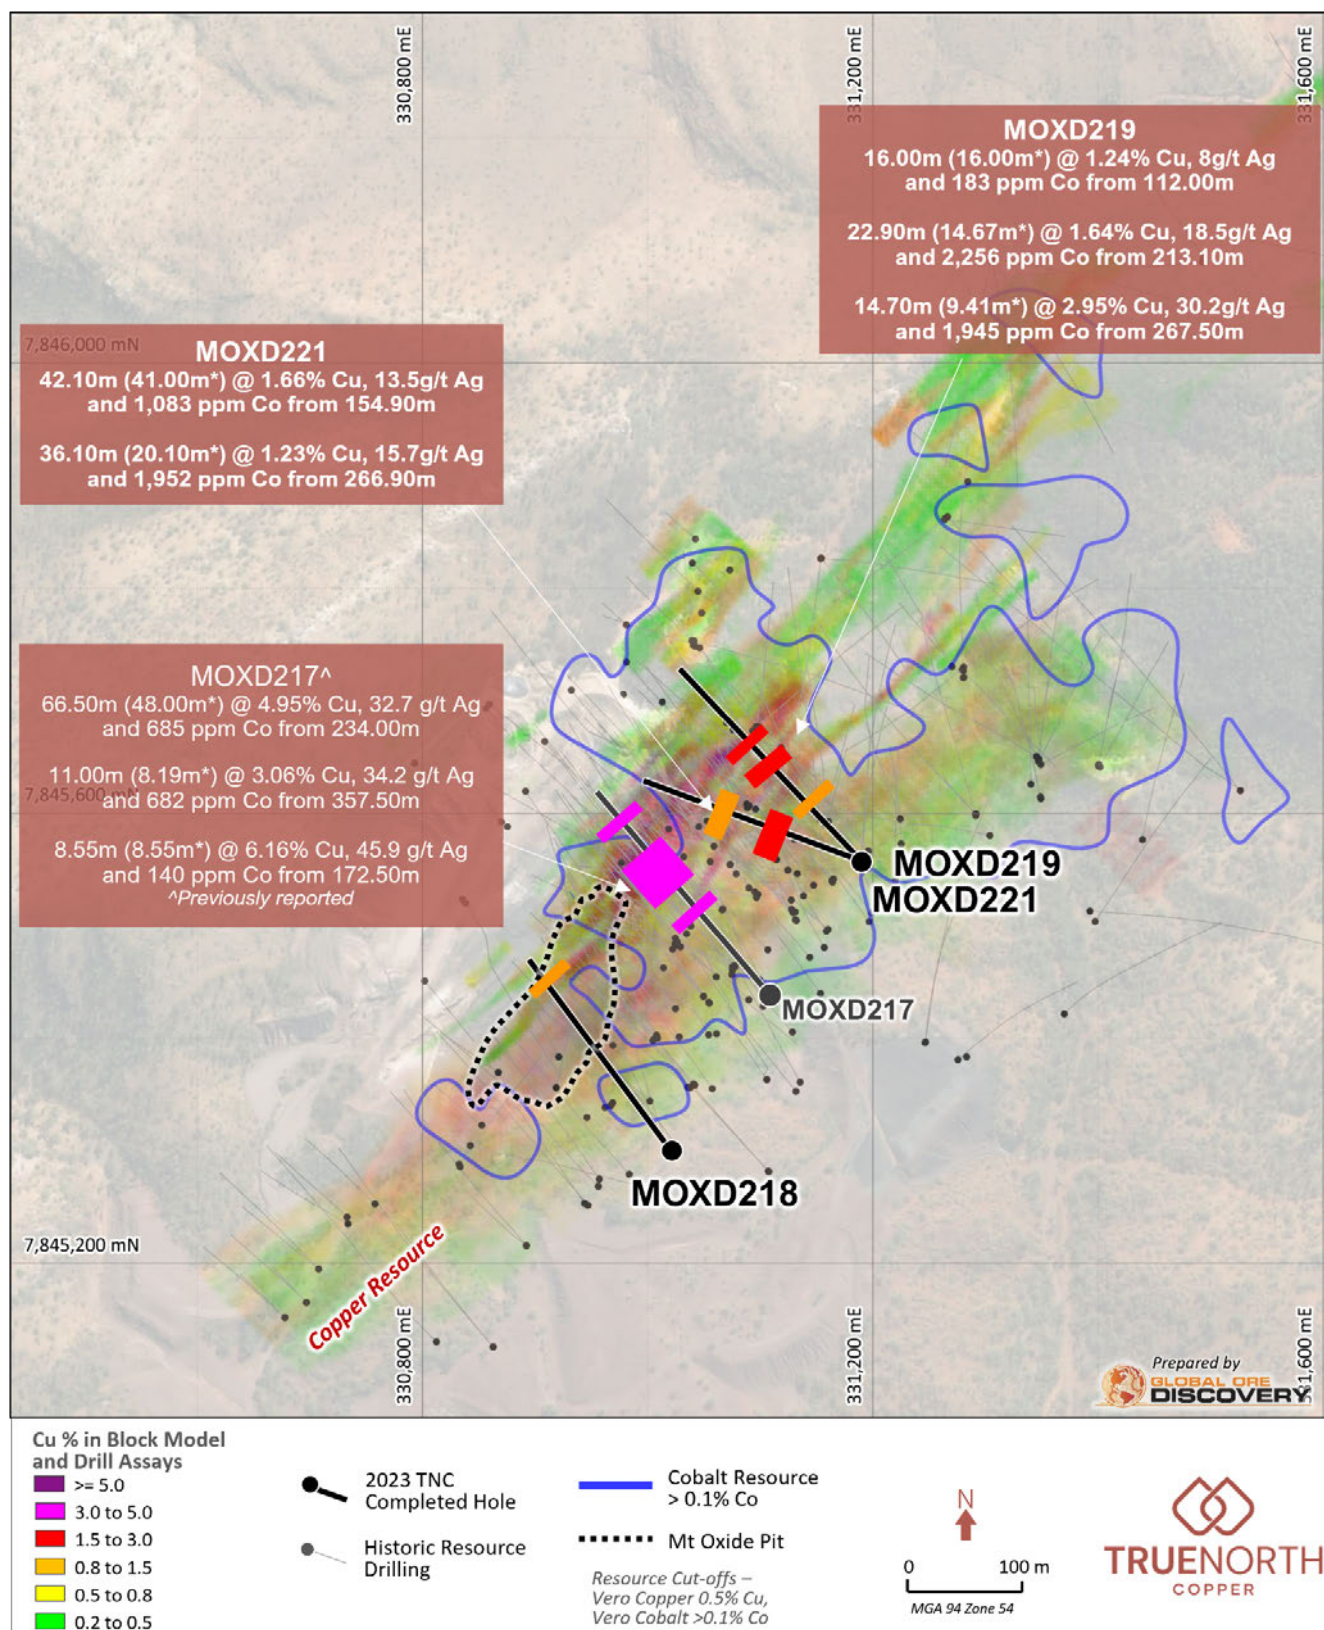 330,800 mE
331,200 mE
331,600 mE
MOXD219
16.00m (16.00m*) @ 1.24% Cu, 8g/t Ag
and 183 ppm Co from 112.00m
22.90m (14.67m*) @ 1.64% Cu, 18.5g/t Ag
and 2,256 ppm Co from 213.10m
14.70m (9.41m*) @ 2.95% Cu, 30.2g/t Ag
and 1,945 ppm Co from 267.50m
7,846,000 mN
MOXD221
42.10m (41.00m*) @ 1.66% Cu, 13.5g/t Ag
and 1,083 ppm Co from 154.90m
36.10m (20.10m*) @ 1.23% Cu, 15.7g/t Ag
and 1,952 ppm Co from 266.90m
MOXD217^
66.50m (48.00m*) @ 4.95% Cu, 32.7 g/t Ag
and 685 ppm Co from 234.00m
11.00m (8.19m*) @ 3.06% Cu, 34.2 g/t Ag
7,845,600 mN
and 682 ppm Co from 357.50m
8.55m (8.55m*) @ 6.16% Cu, 45.9 g/t Ag
and 140 ppm Co from 172.50m
^Previously reported
MOXD219
MOXD221
MOXD217
MOXD218
7,845,200 mN
Copper Resource
330,800 mE
331,200 mE
331,600 mE
Prepared by
GLOBAL ORE
DISCOVERY
Cu % in Block Model
and Drill Assays
>= 5.0
3.0 to 5.0
1.5 to 3.0
0.8 to 1.5
0.5 to 0.8
0.2 to 0.5
2023 TNC
Completed Hole
Historic Resource
Drilling
Cobalt Resource
> 0.1% Co
Mt Oxide Pit
Resource Cut-offs –
Vero Copper 0.5% Cu,
Vero Cobalt >0.1% Co
N
0 100 m
MGA 94 Zone 54
TRUENORTH
COPPER